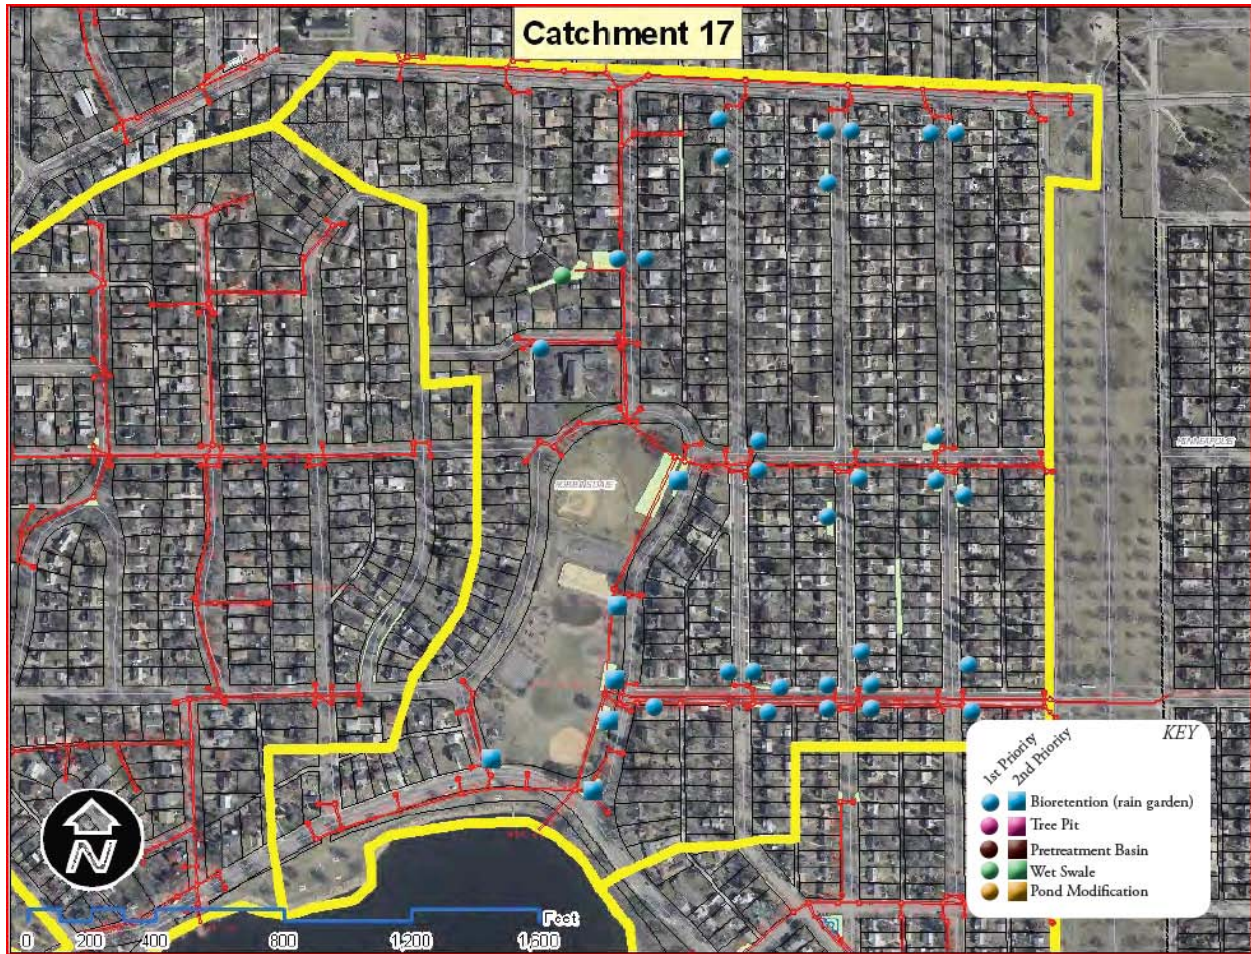 Catchment 17
ROBBINSDALE
KEY
1st Priority
2nd Priority
Bioretention (rain garden)
Tree Pit
Pretreatment Basin
Wet Swale
Pond Modification
N
Feet
0 200 400 800 1,200 1,600